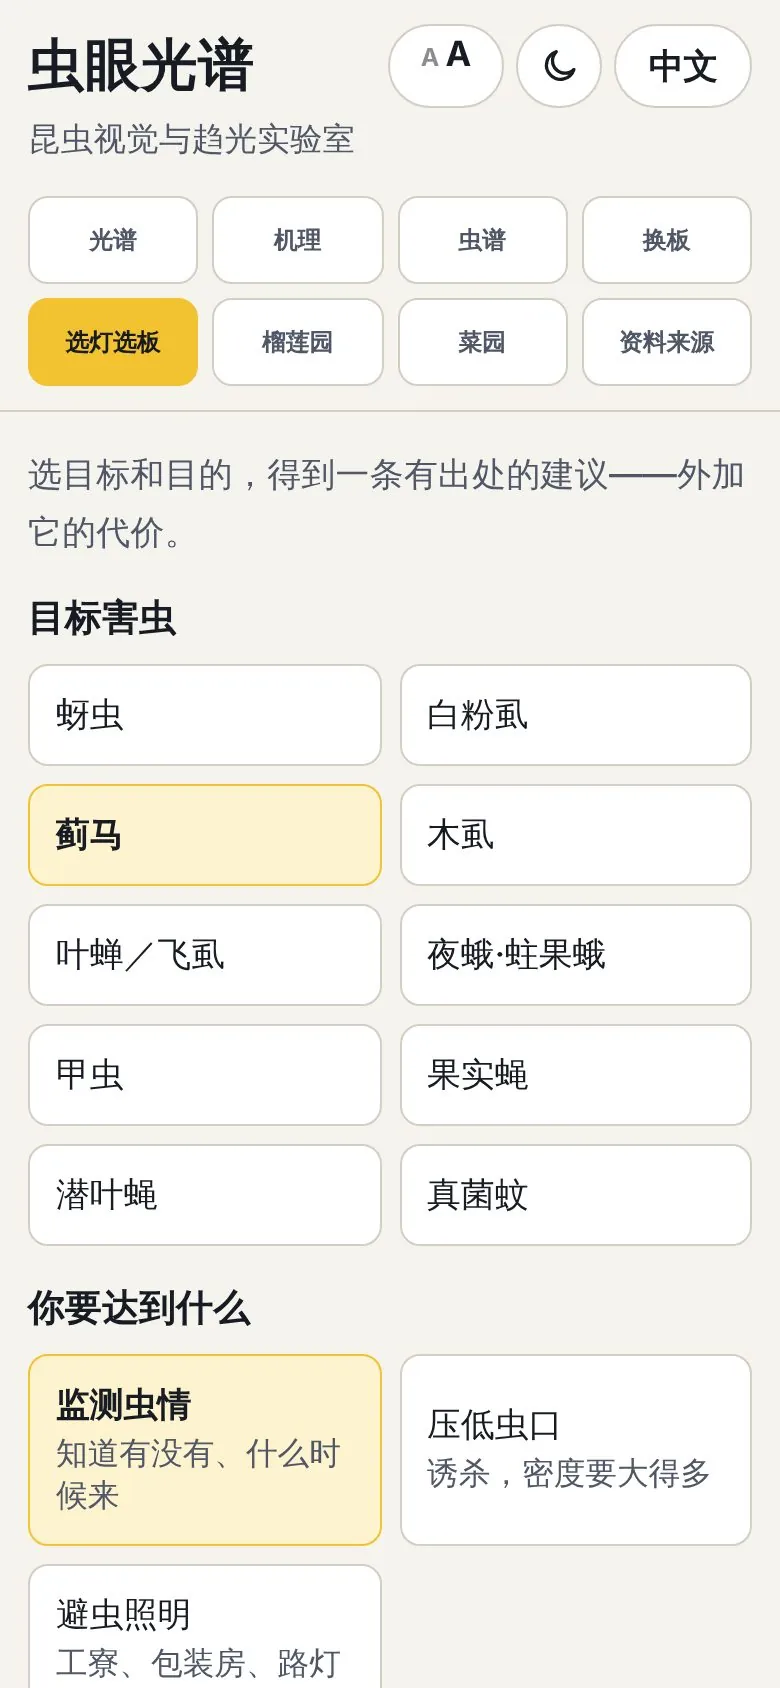 虫眼光谱
A A
中文
昆虫视觉与趋光实验室
光谱
机理
虫谱
换板
选灯选板
榴莲园
菜园
资料来源
选目标和目的，得到一条有出处的建议——外加
它的代价。
目标害虫
蚜虫
白粉虱
蓟马
木虱
叶蝉／飞虱
夜蛾·蛀果蛾
甲虫
果实蝇
潜叶蝇
真菌蚊
你要达到什么
监测虫情
知道有没有、什么时
候来
压低虫口
诱杀，密度要大得多
避虫照明
工寮、包装房、路灯